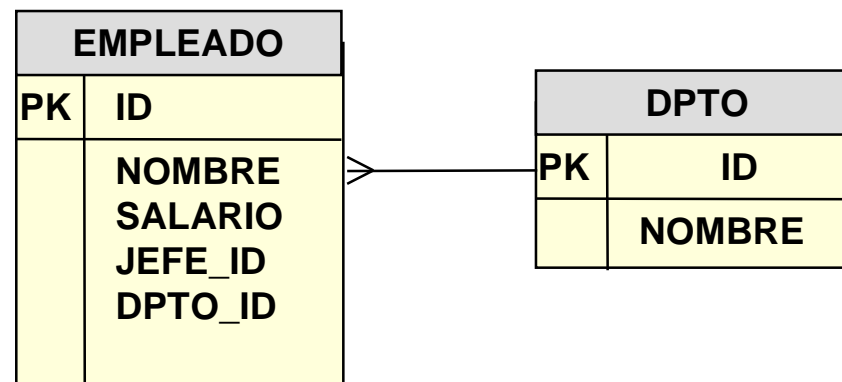 EMPLEADO
PK ID
NOMBRE
SALARIO
JEFE_ID
DPTO_ID
DPTO
PK ID
NOMBRE